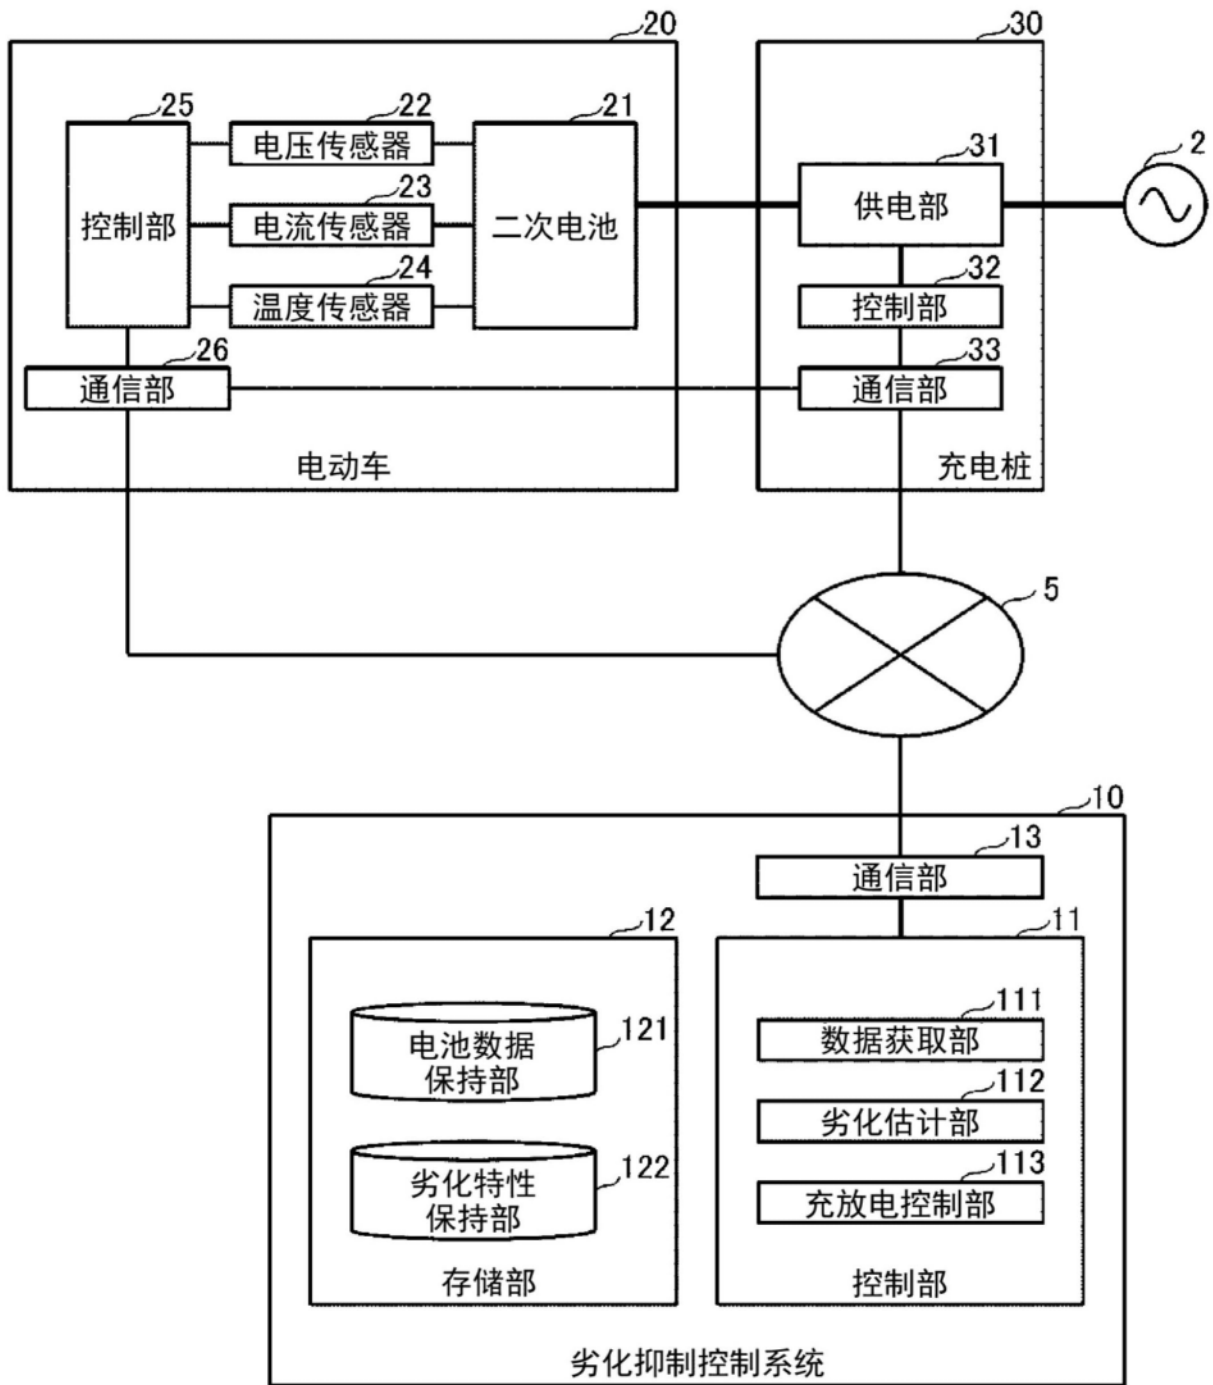 20
30
25
22
21
电压传感器
31
2
23
控制部
电流传感器
二次电池
供电部
24
32
温度传感器
控制部
26
33
通信部
通信部
电动车
充电桩
5
10
13
通信部
12
11
111
电池数据
保持部
121
数据获取部
112
劣化估计部
劣化特性
保持部
122
113
充放电控制部
存储部
控制部
劣化抑制控制系统